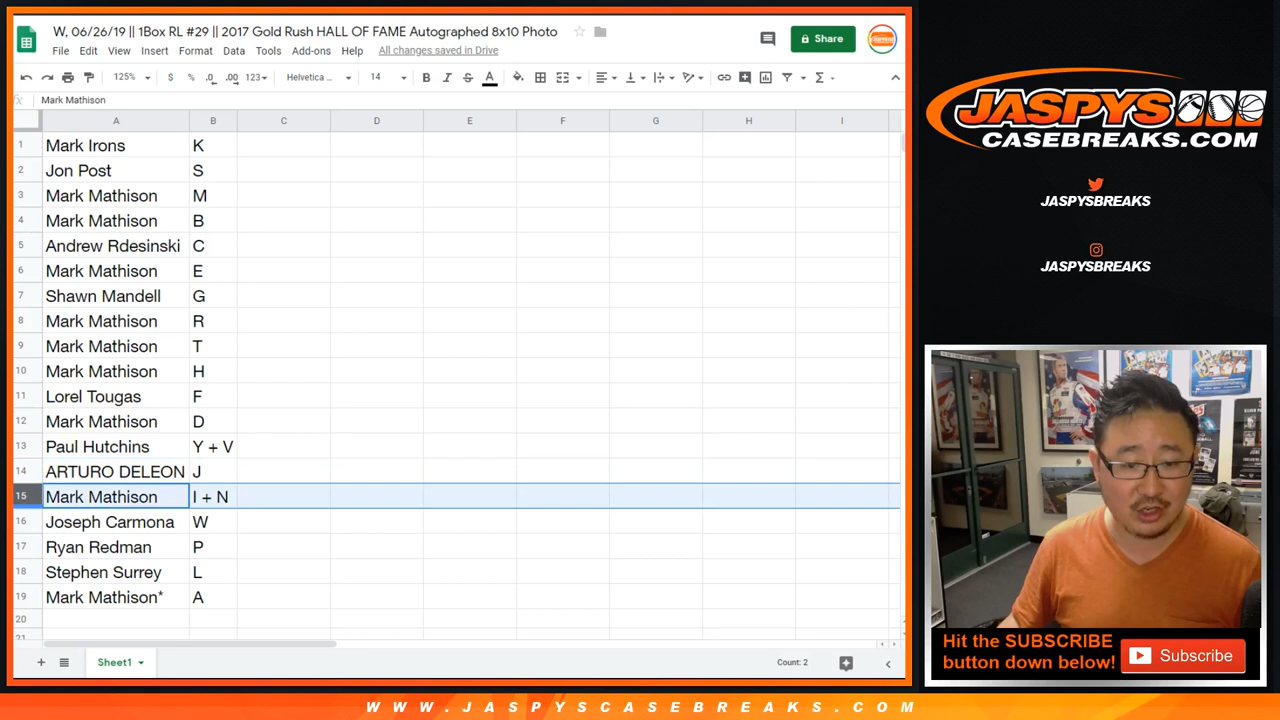 W, 06/26/19 || 1Box RL #29 || 2017 Gold Rush HALL OF FAME Autographed 8x10 Photo
File Edit View Insert Format Data Tools Add-ons Help All changes saved in Drive
Share
125% $ % .0 .00 123 Helvetica ... 14 B I S A
fx Mark Mathison
A B C D E F G H I
1 Mark Irons K
2 Jon Post S
3 Mark Mathison M
4 Mark Mathison B
5 Andrew Rdesinski C
6 Mark Mathison E
7 Shawn Mandell G
8 Mark Mathison R
9 Mark Mathison T
10 Mark Mathison H
11 Lorel Tougas F
12 Mark Mathison D
13 Paul Hutchins Y + V
14 ARTURO DELEON J
15 Mark Mathison I + N
16 Joseph Carmona W
17 Ryan Redman P
18 Stephen Surrey L
19 Mark Mathison* A
20
21
Sheet1
Count: 2
JASPYS
CASEBREAKS.COM
JASPYSBREAKS
JASPYSBREAKS
Hit the SUBSCRIBE
button down below!
Subscribe
WWW.JASPYSCASEBREAKS.COM